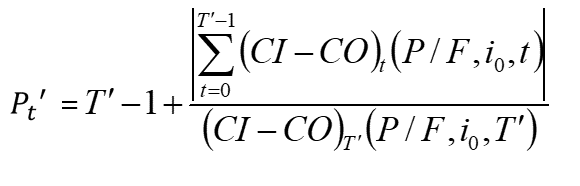 P_t' = T' − 1 + |∑_{t=0}^{T'−1} (CI − CO)_t (P / F, i_0, t)| / (CI − CO)_{T'} (P / F, i_0, T')